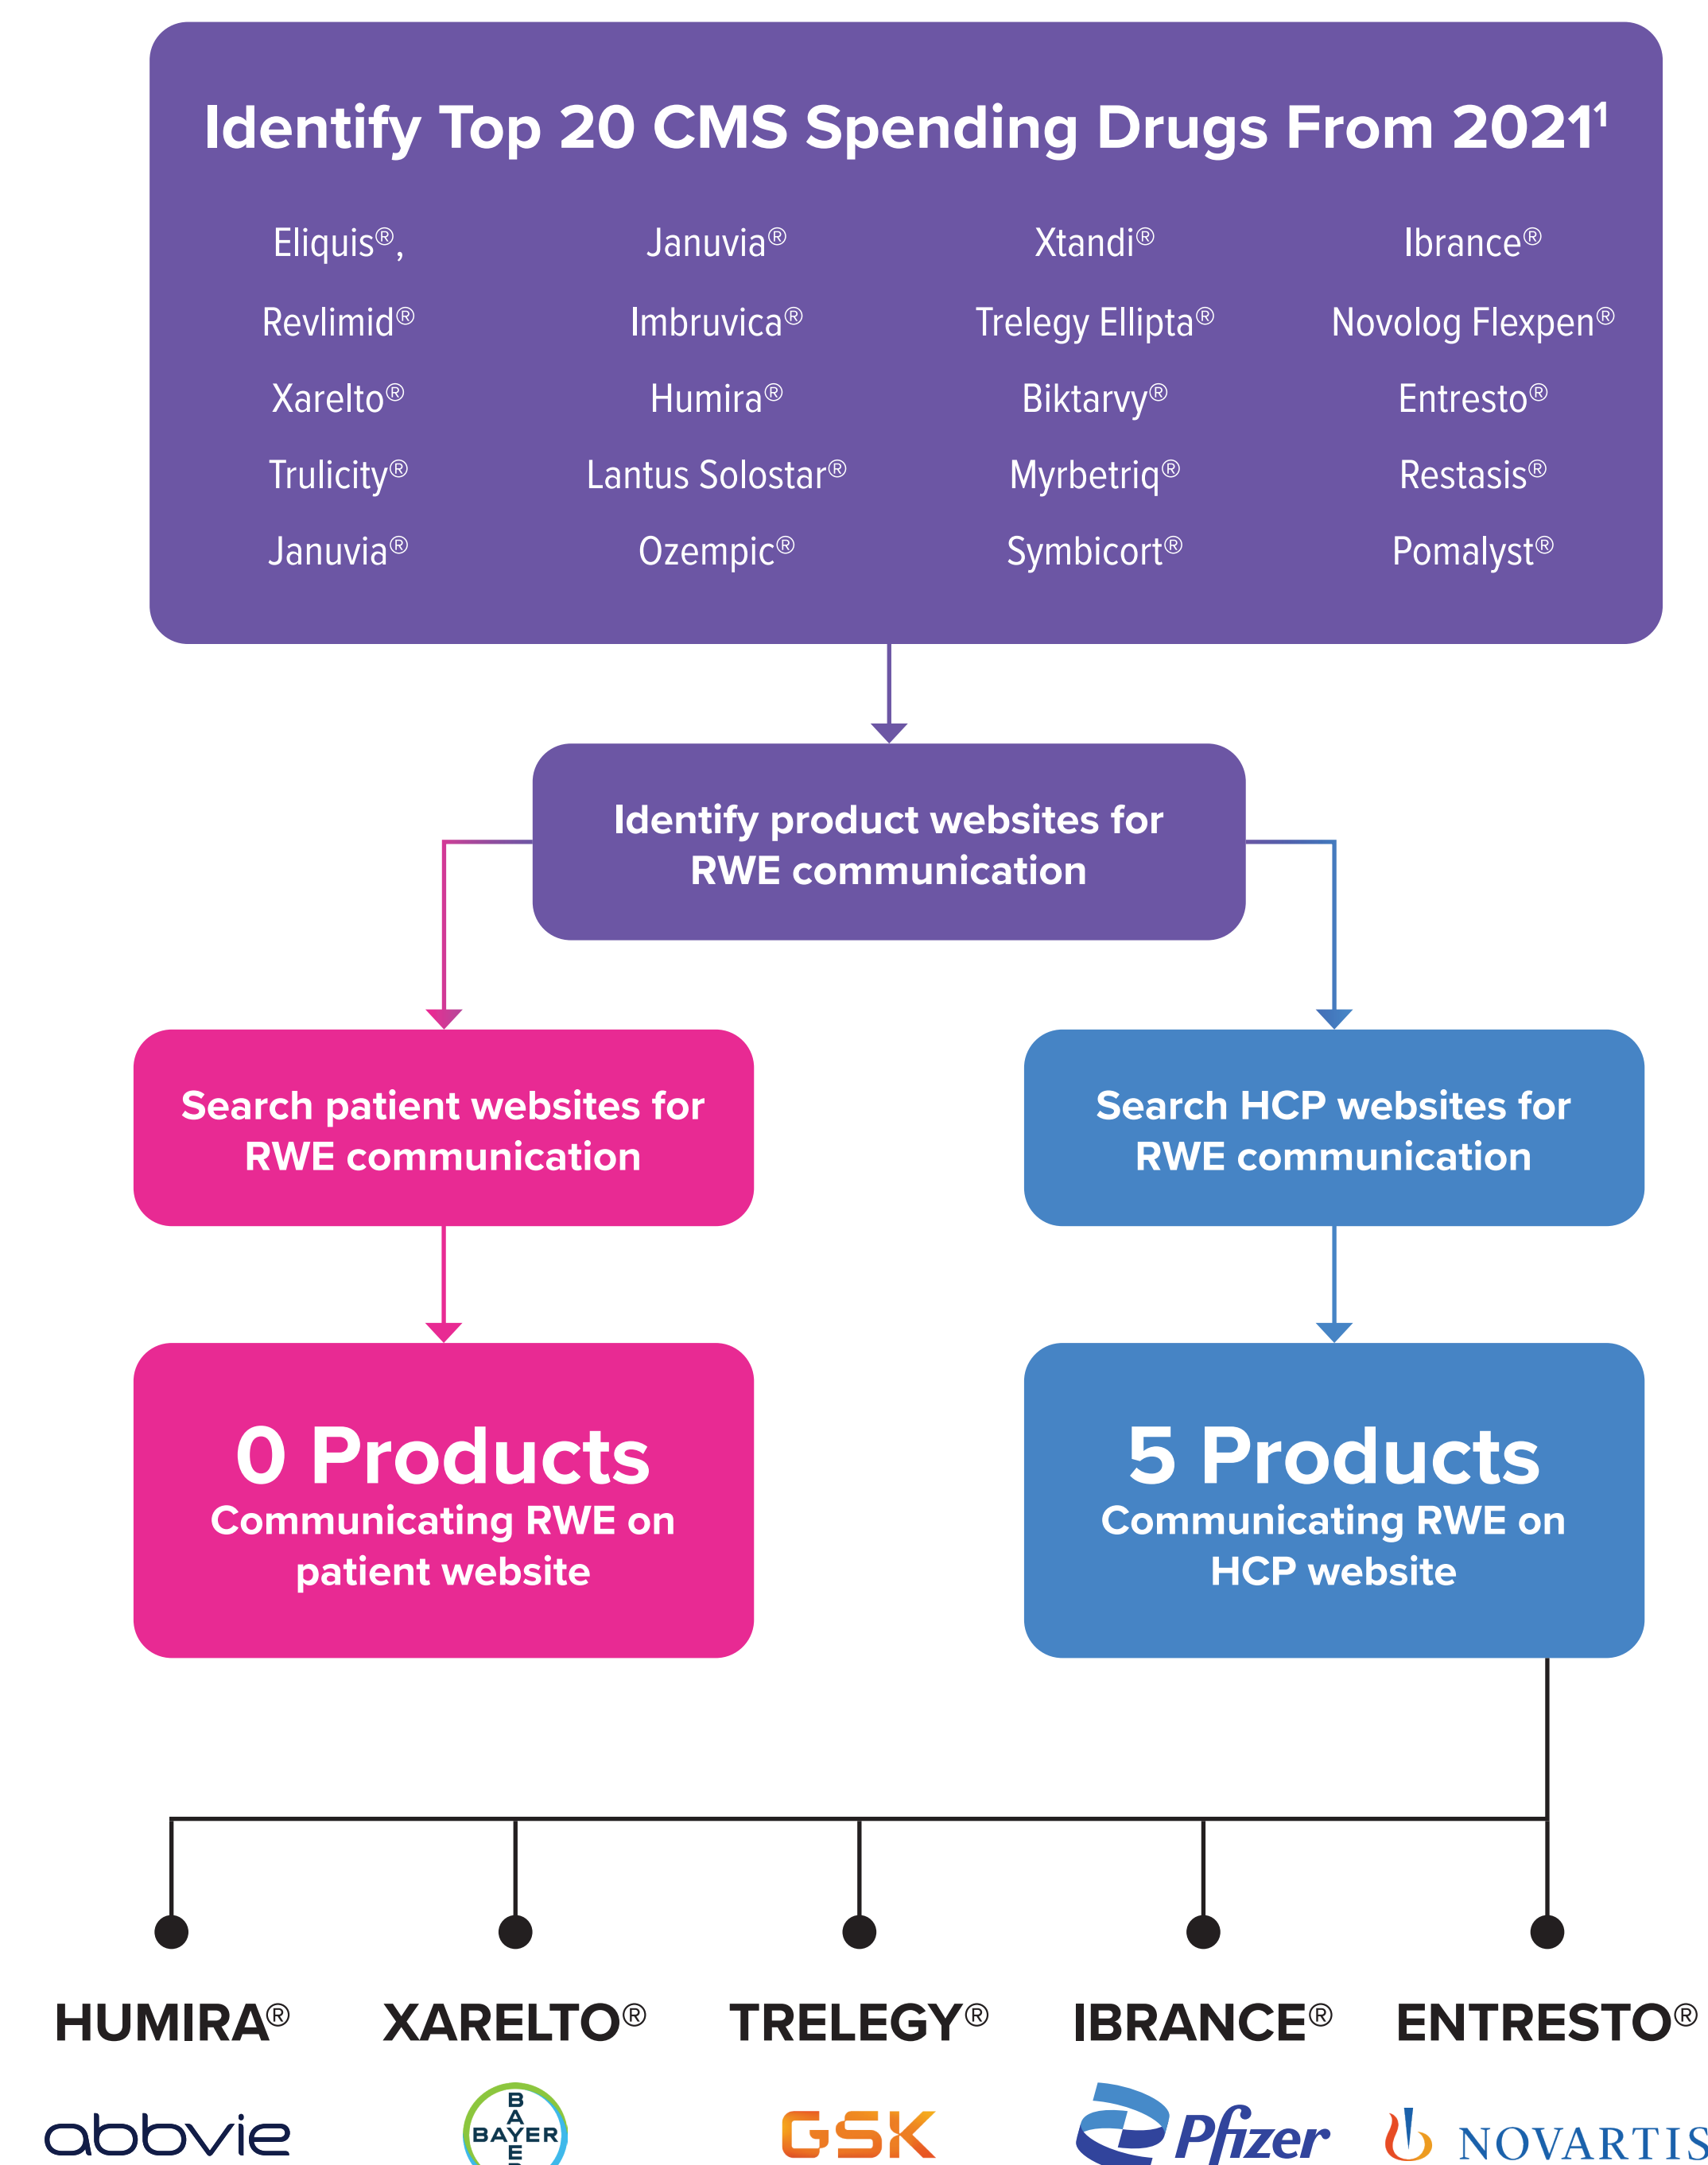 Identify Top 20 CMS Spending Drugs From 2021¹
Eliquis®, Januvia® Xtandi® Ibrance®
Revlimid® Imbruvica® Trelegy Ellipta® Novolog Flexpen®
Xarelto® Humira® Biktarvy® Entresto®
Trulicity® Lantus Solostar® Myrbetriq® Restasis®
Januvia® Ozempic® Symbicort® Pomalyst®
Identify product websites for
RWE communication
Search patient websites for
RWE communication
Search HCP websites for
RWE communication
0 Products
Communicating RWE on
patient website
5 Products
Communicating RWE on
HCP website
HUMIRA® XARELTO® TRELEGY® IBRANCE® ENTRESTO®
abbvie BAYER BAYER GSK Pfizer NOVARTIS